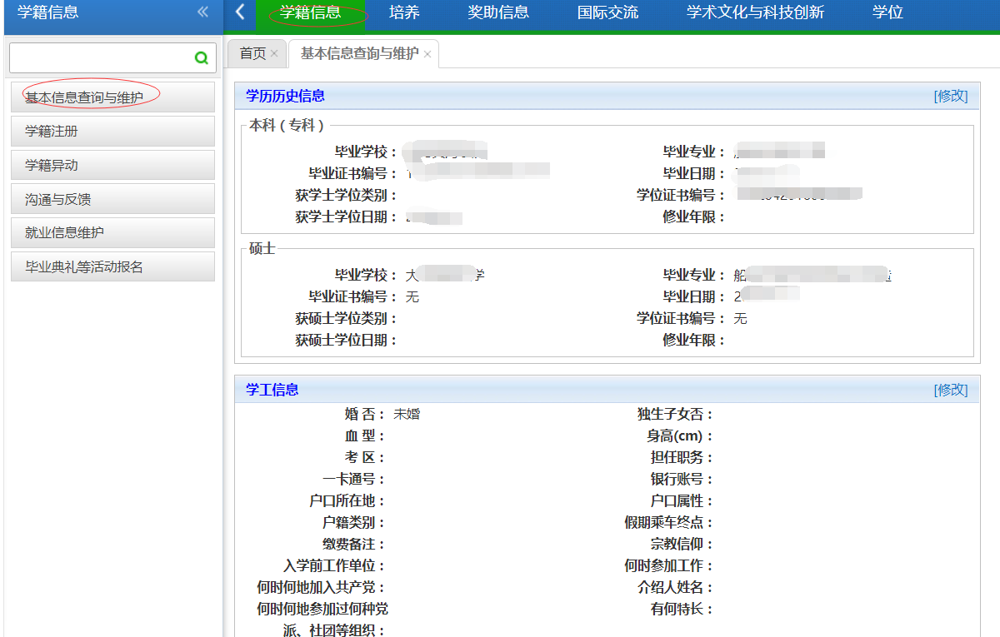 学籍信息 «
学籍信息 培养 奖助信息 国际交流 学术文化与科技创新 学位
首页 × 基本信息查询与维护 ×
基本信息查询与维护
学籍注册
学籍异动
沟通与反馈
就业信息维护
毕业典礼等活动报名
学历历史信息 [修改]
本科（专科）
毕业学校： 毕业专业：
毕业证书编号： 毕业日期：
获学士学位类别： 学位证书编号：
获学士学位日期： 修业年限：
硕士
毕业学校：大 学 毕业专业：船
毕业证书编号：无 毕业日期：2
获硕士学位类别： 学位证书编号：无
获硕士学位日期： 修业年限：
学工信息 [修改]
婚 否：未婚 独生子女否：
血 型： 身高(cm)：
考 区： 担任职务：
一卡通号： 银行账号：
户口所在地： 户口属性：
户籍类别： 假期乘车终点：
缴费备注： 宗教信仰：
入学前工作单位： 何时参加工作：
何时何地加入共产党： 介绍人姓名：
何时何地参加过何种党 有何特长：
派、社团等组织：